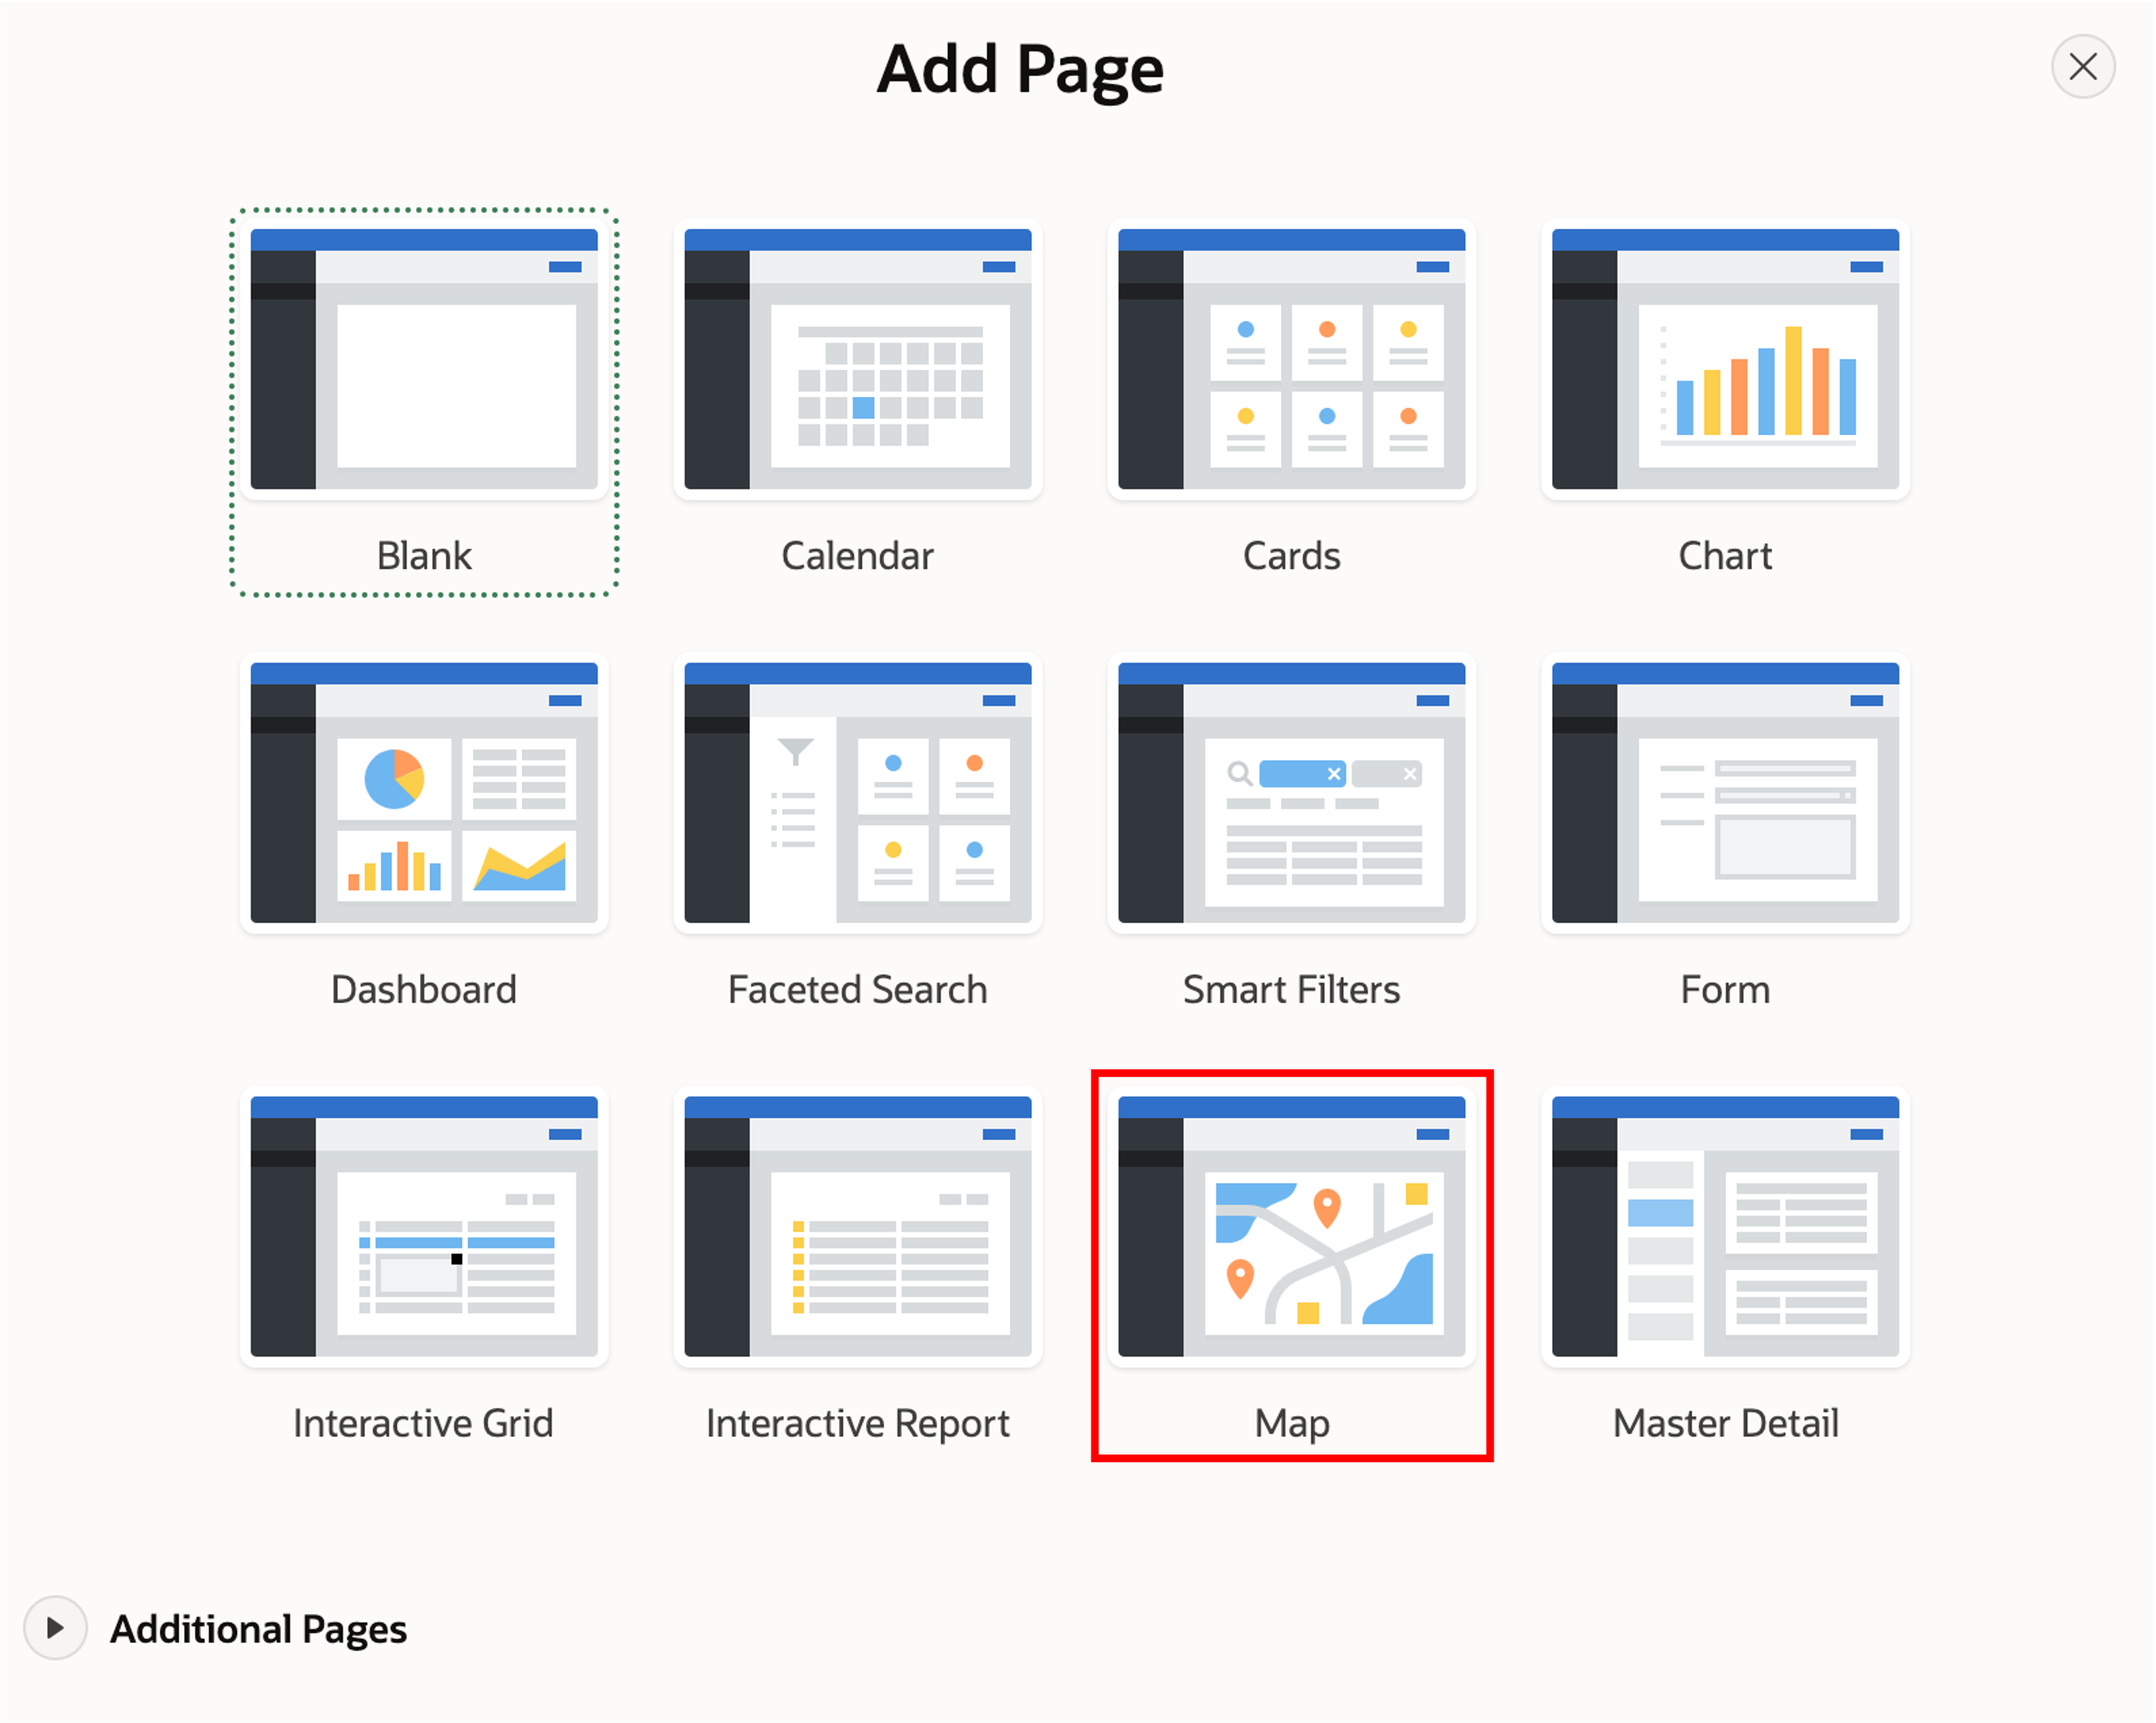 Add Page
Blank
Calendar
Cards
Chart
Dashboard
Faceted Search
Smart Filters
Form
Interactive Grid
Interactive Report
Map
Master Detail
Additional Pages